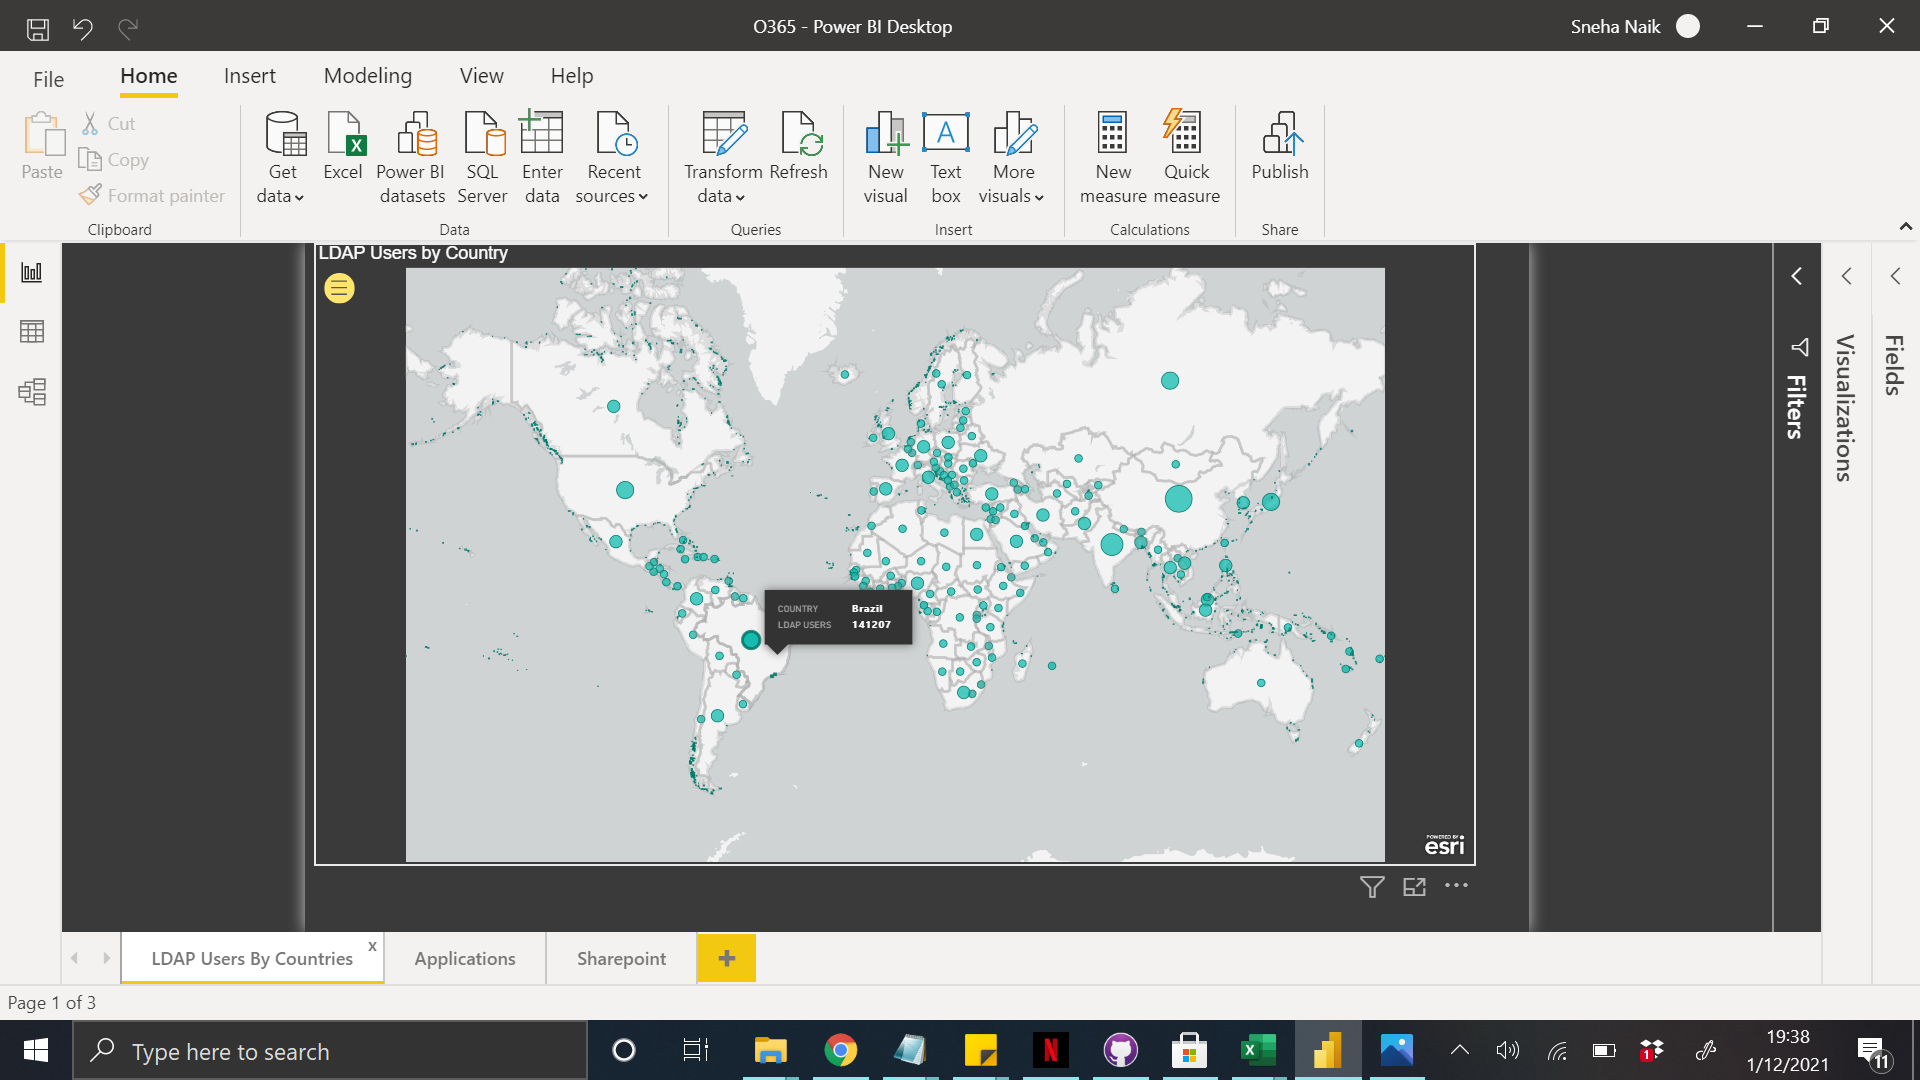 O365 - Power BI Desktop
Sneha Naik
File
Home
Insert
Modeling
View
Help
Paste
Cut
Copy
Format painter
Clipboard
Get data
Excel
Power BI datasets
SQL Server
Enter data
Recent sources
Data
Transform data
Refresh
Queries
New visual
A
Text box
More visuals
Insert
New measure
Quick measure
Calculations
Publish
Share
LDAP Users by Country
COUNTRY Brazil
LDAP USERS 141207
POWERED BY
esri
Filters
Visualizations
Fields
LDAP Users By Countries
x
Applications
Sharepoint
+
Page 1 of 3
Type here to search
N
X
1
19:38
1/12/2021
11